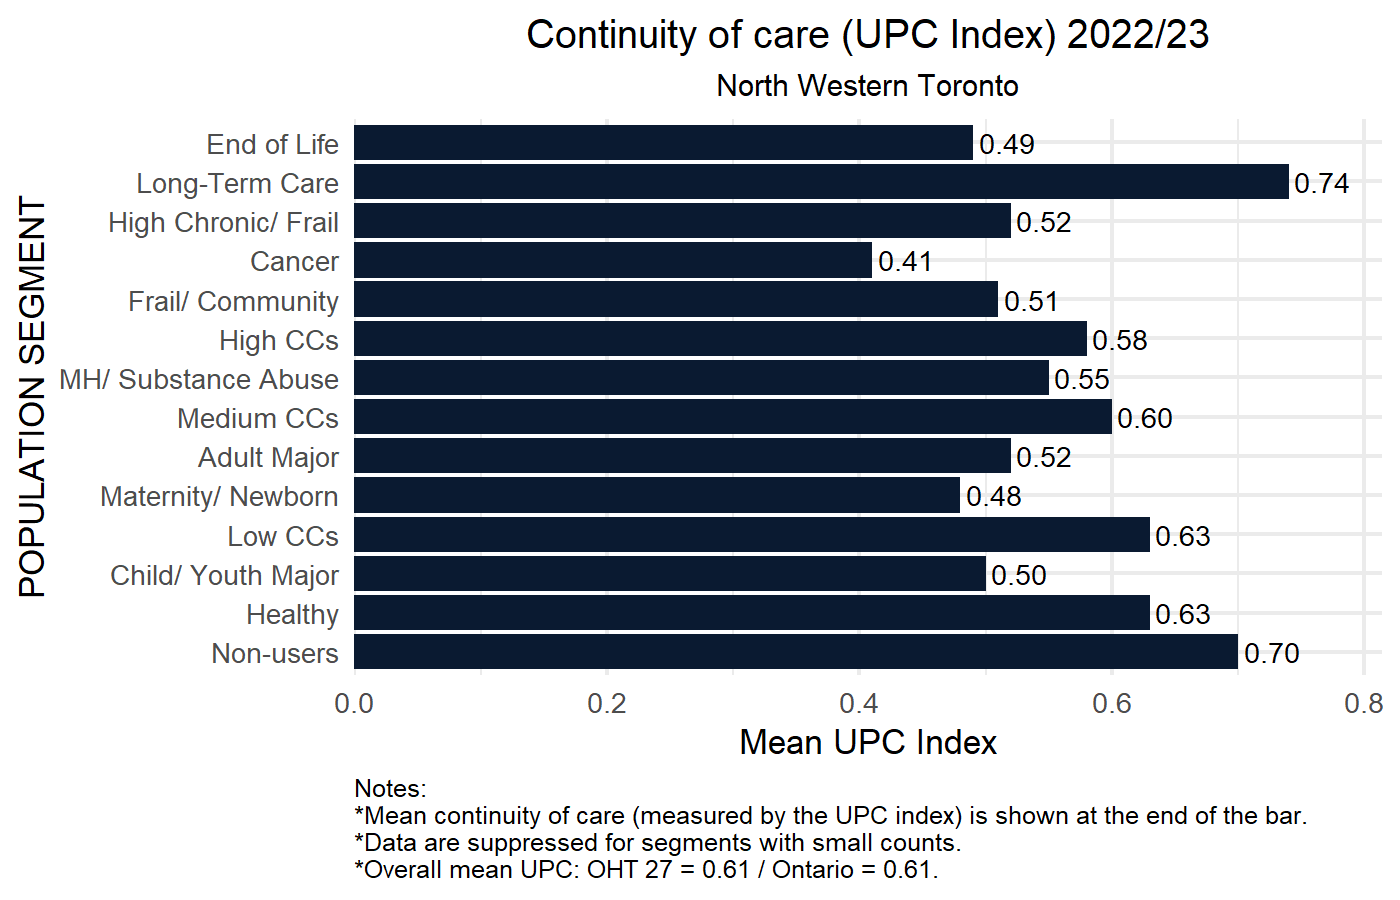 Continuity of care (UPC Index) 2022/23
North Western Toronto
POPULATION SEGMENT
End of Life 0.49
Long-Term Care 0.74
High Chronic/ Frail 0.52
Cancer 0.41
Frail/ Community 0.51
High CCs 0.58
MH/ Substance Abuse 0.55
Medium CCs 0.60
Adult Major 0.52
Maternity/ Newborn 0.48
Low CCs 0.63
Child/ Youth Major 0.50
Healthy 0.63
Non-users 0.70
0.0 0.2 0.4 0.6 0.8
Mean UPC Index
Notes:
*Mean continuity of care (measured by the UPC index) is shown at the end of the bar.
*Data are suppressed for segments with small counts.
*Overall mean UPC: OHT 27 = 0.61 / Ontario = 0.61.